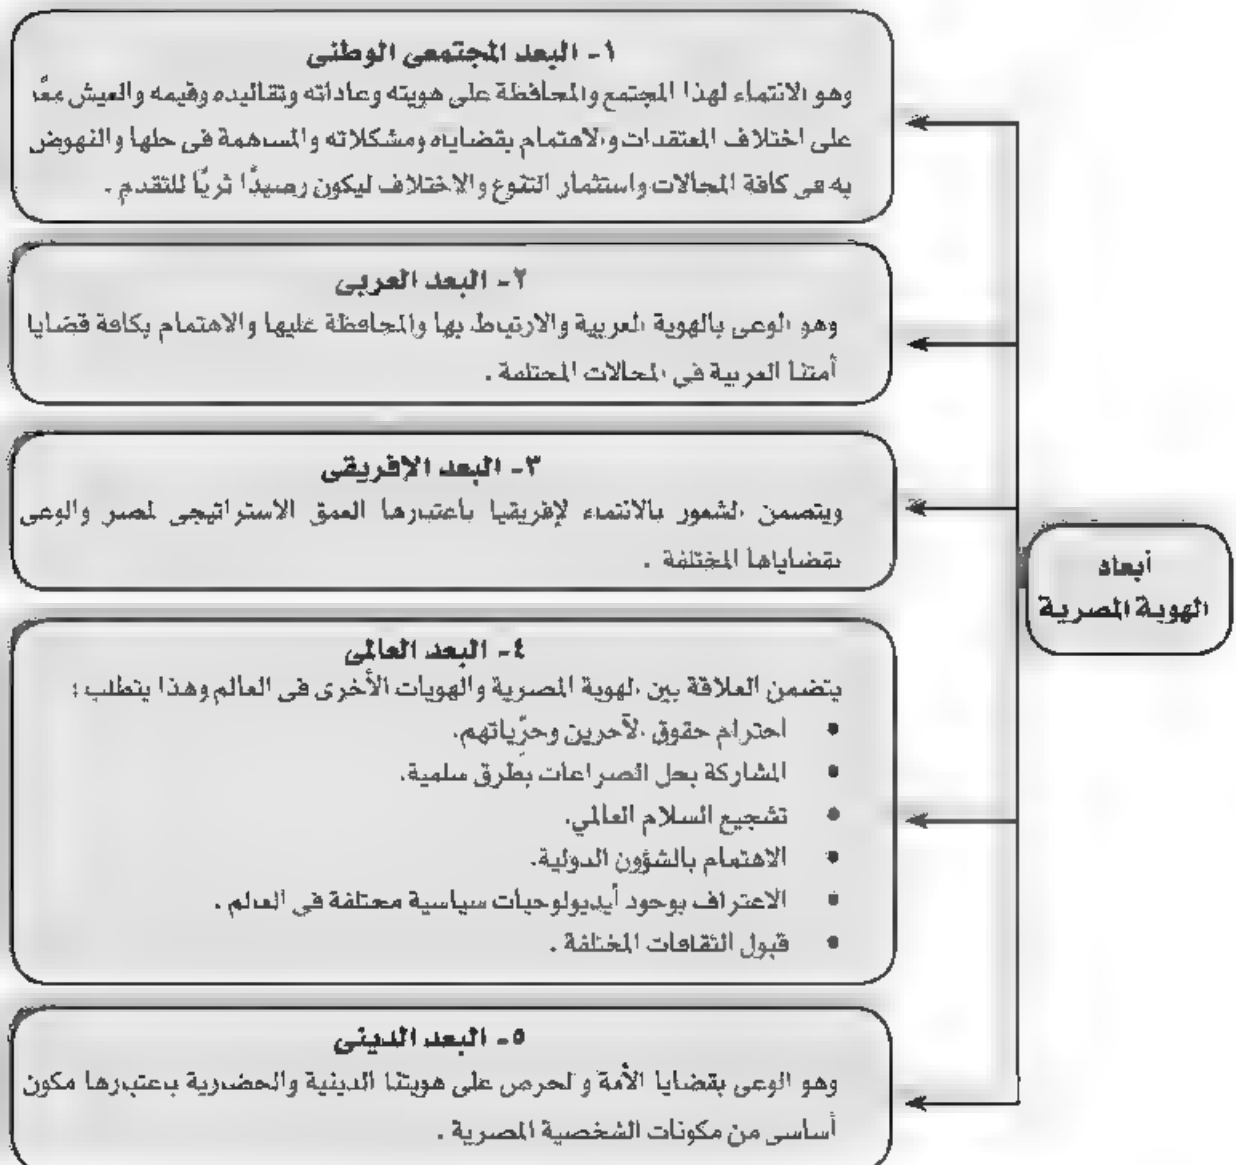 أبعاد
الهوية المصرية
١- البعد المجتمعى الوطنى
وهو الانتماء لهذا المجتمع والمحافظة على هويته وعاداته وتقاليده وقيمه والعيش معًا
على اختلاف المعتقدات والاهتمام بقضاياه ومشكلاته والمساهمة فى حلها والنهوض
به فى كافة المجالات واستثمار التنوع والاختلاف ليكون رصيدًا ثريًا للتقدم .
٢- البعد العربى
وهو الوعى بالهوية العربية والارتباط بها والمحافظة عليها والاهتمام بكافة قضايا
أمتنا العربية فى المجالات المختلفة .
٣- البعد الإفريقى
ويتضمن الشعور بالانتماء لإفريقيا باعتبارها العمق الاستراتيجى لمصر والوعى
بقضاياها المختلفة .
٤- البعد العالمى
يتضمن العلاقة بين الهوية المصرية والهويات الأخرى فى العالم وهذا يتطلب :
• احترام حقوق الآخرين وحرِّياتهم.
• المشاركة بحل الصراعات بطرق سلمية.
• تشجيع السلام العالمي.
• الاهتمام بالشؤون الدولية.
• الاعتراف بوجود أيديولوجيات سياسية مختلفة فى العالم .
• قبول الثقافات المختلفة .
٥- البعد الدينى
وهو الوعى بقضايا الأمة والحرص على هويتنا الدينية والحضارية باعتبارها مكون
أساسى من مكونات الشخصية المصرية .